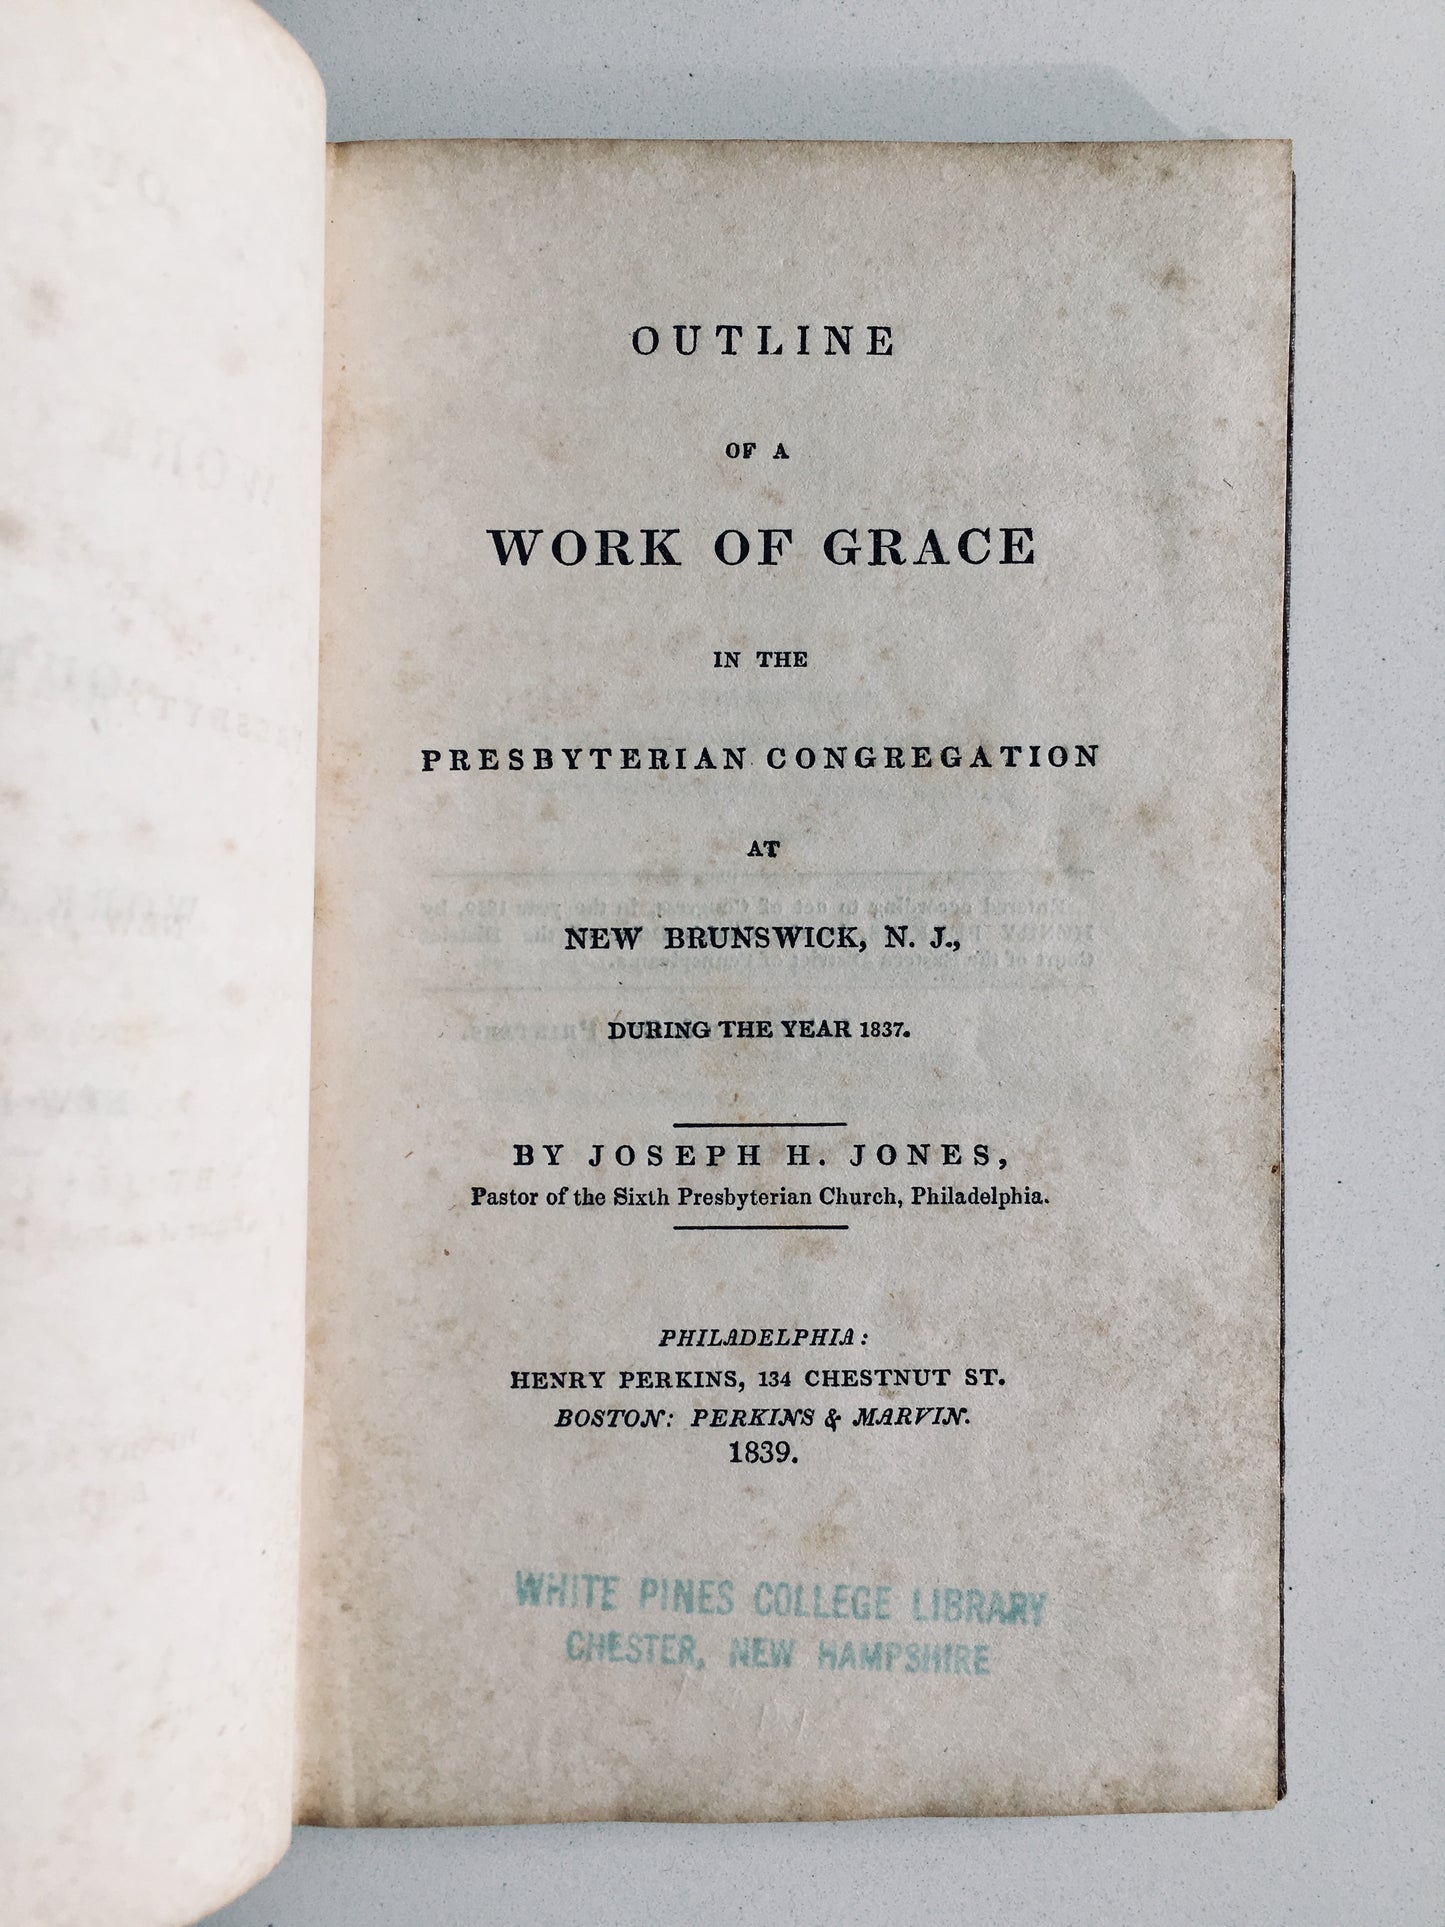 OUTLINE
OF A
WORK OF GRACE
IN THE
PRESBYTERIAN CONGREGATION
AT
NEW BRUNSWICK, N. J.,
DURING THE YEAR 1837.
BY JOSEPH H. JONES,
Pastor of the Sixth Presbyterian Church, Philadelphia.
PHILADELPHIA:
HENRY PERKINS, 134 CHESTNUT ST.
BOSTON: PERKINS & MARVIN.
1839.
WHITE PINES COLLEGE LIBRARY
CHESTER, NEW HAMPSHIRE